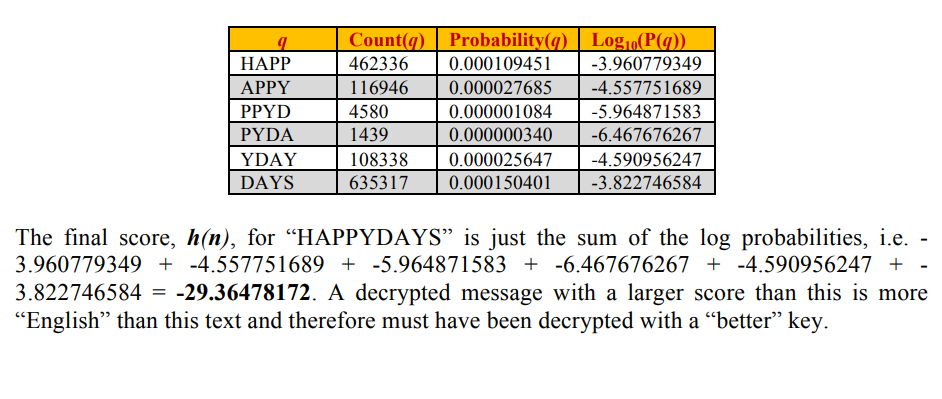 q Count(q) Probability(q) Log10(P(q))
HAPP 462336 0.000109451 -3.960779349
APPY 116946 0.000027685 -4.557751689
PPYD 4580 0.000001084 -5.964871583
PYDA 1439 0.000000340 -6.467676267
YDAY 108338 0.000025647 -4.590956247
DAYS 635317 0.000150401 -3.822746584
The final score, h(n), for “HAPPYDAYS” is just the sum of the log probabilities, i.e. -
3.960779349 + -4.557751689 + -5.964871583 + -6.467676267 + -4.590956247 + -
3.822746584 = -29.36478172. A decrypted message with a larger score than this is more
“English” than this text and therefore must have been decrypted with a “better” key.